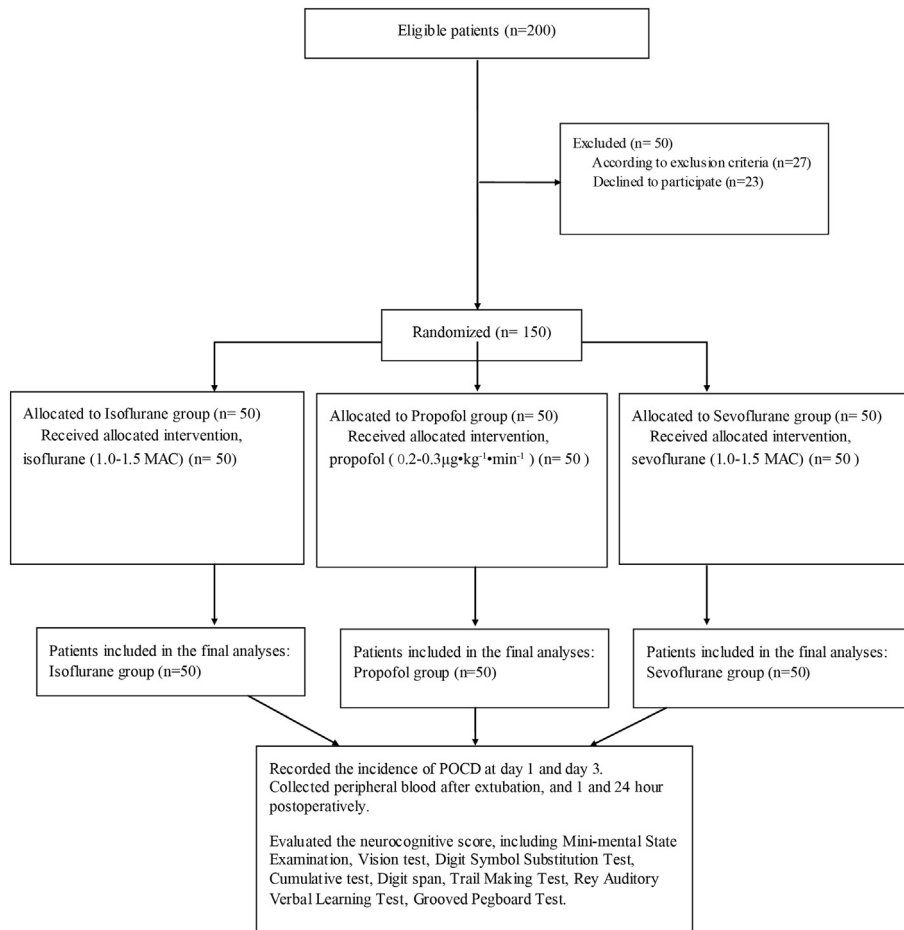 Eligible patients (n=200)
Excluded (n= 50)
According to exclusion criteria (n=27)
Declined to participate (n=23)
Randomized (n= 150)
Allocated to Isoflurane group (n= 50)
Received allocated intervention,
isoflurane (1.0-1.5 MAC) (n= 50)
Allocated to Propofol group (n= 50)
Received allocated intervention,
propofol ( 0.2-0.3μg•kg⁻¹•min⁻¹ ) (n= 50 )
Allocated to Sevoflurane group (n= 50)
Received allocated intervention,
sevoflurane (1.0-1.5 MAC) (n= 50 )
Patients included in the final analyses:
Isoflurane group (n=50)
Patients included in the final analyses:
Propofol group (n=50)
Patients included in the final analyses:
Sevoflurane group (n=50)
Recorded the incidence of POCD at day 1 and day 3.
Collected peripheral blood after extubation, and 1 and 24 hour
postoperatively.
Evaluated the neurocognitive score, including Mini-mental State
Examination, Vision test, Digit Symbol Substitution Test,
Cumulative test, Digit span, Trail Making Test, Rey Auditory
Verbal Learning Test, Grooved Pegboard Test.